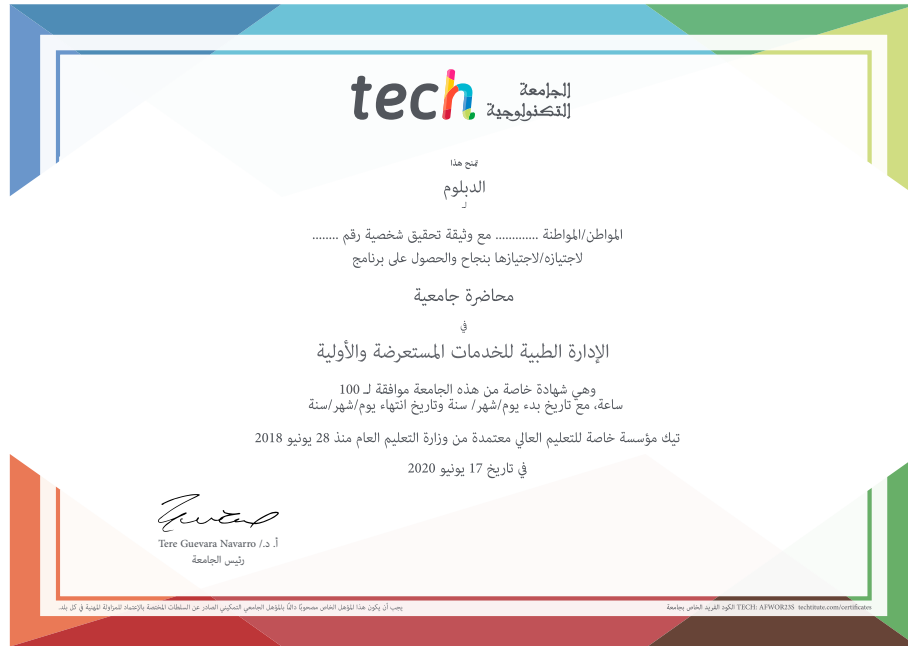 tech الجامعة
التكنولوجية
تمنح هذا
الدبلوم
لـ
المواطن/المواطنة ............. مع وثيقة تحقيق شخصية رقم ........
لاجتيازه/لاجتيازها بنجاح والحصول على برنامج
محاضرة جامعية
في
الإدارة الطبية للخدمات المستعرضة والأولية
وهي شهادة خاصة من هذه الجامعة موافقة لـ 100
ساعة، مع تاريخ بدء يوم/شهر/ سنة وتاريخ انتهاء يوم/شهر/سنة
تيك مؤسسة خاصة للتعليم العالي معتمدة من وزارة التعليم العام منذ 28 يونيو 2018
في تاريخ 17 يونيو 2020
أ. د./ Tere Guevara Navarro
رئيس الجامعة
يجب أن يكون هذا المؤهل الخاص مصحوبًا دائمًا بالمؤهل الجامعي التمكيني الصادر عن السلطات المختصة بالإعتماد للمزاولة المهنية في كل بلد.
الكود الفريد الخاص بجامعة TECH: AFWOR23S techtitute.com/certificates